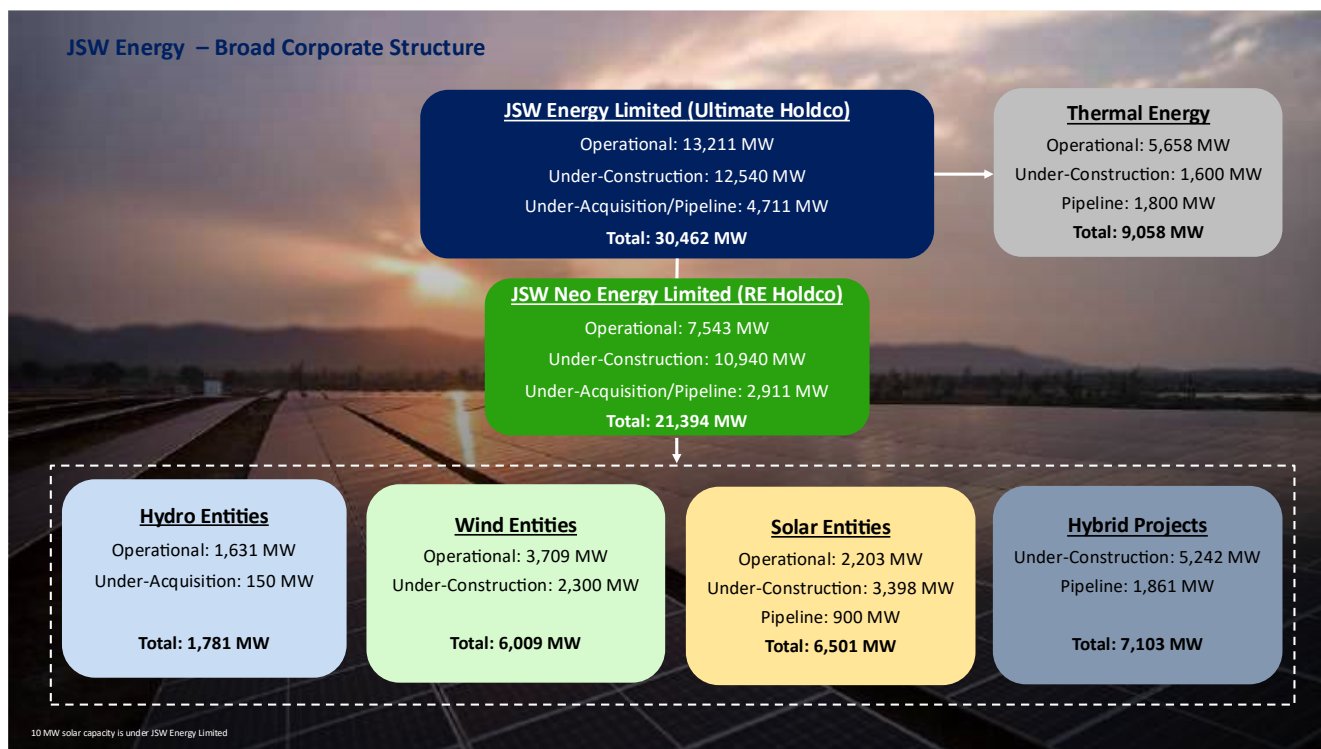 JSW Energy – Broad Corporate Structure
JSW Energy Limited (Ultimate Holdco)
Operational: 13,211 MW
Under-Construction: 12,540 MW
Under-Acquisition/Pipeline: 4,711 MW
Total: 30,462 MW
Thermal Energy
Operational: 5,658 MW
Under-Construction: 1,600 MW
Pipeline: 1,800 MW
Total: 9,058 MW
JSW Neo Energy Limited (RE Holdco)
Operational: 7,543 MW
Under-Construction: 10,940 MW
Under-Acquisition/Pipeline: 2,911 MW
Total: 21,394 MW
Hydro Entities
Operational: 1,631 MW
Under-Acquisition: 150 MW
Total: 1,781 MW
Wind Entities
Operational: 3,709 MW
Under-Construction: 2,300 MW
Total: 6,009 MW
Solar Entities
Operational: 2,203 MW
Under-Construction: 3,398 MW
Pipeline: 900 MW
Total: 6,501 MW
Hybrid Projects
Under-Construction: 5,242 MW
Pipeline: 1,861 MW
Total: 7,103 MW
10 MW solar capacity is under JSW Energy Limited